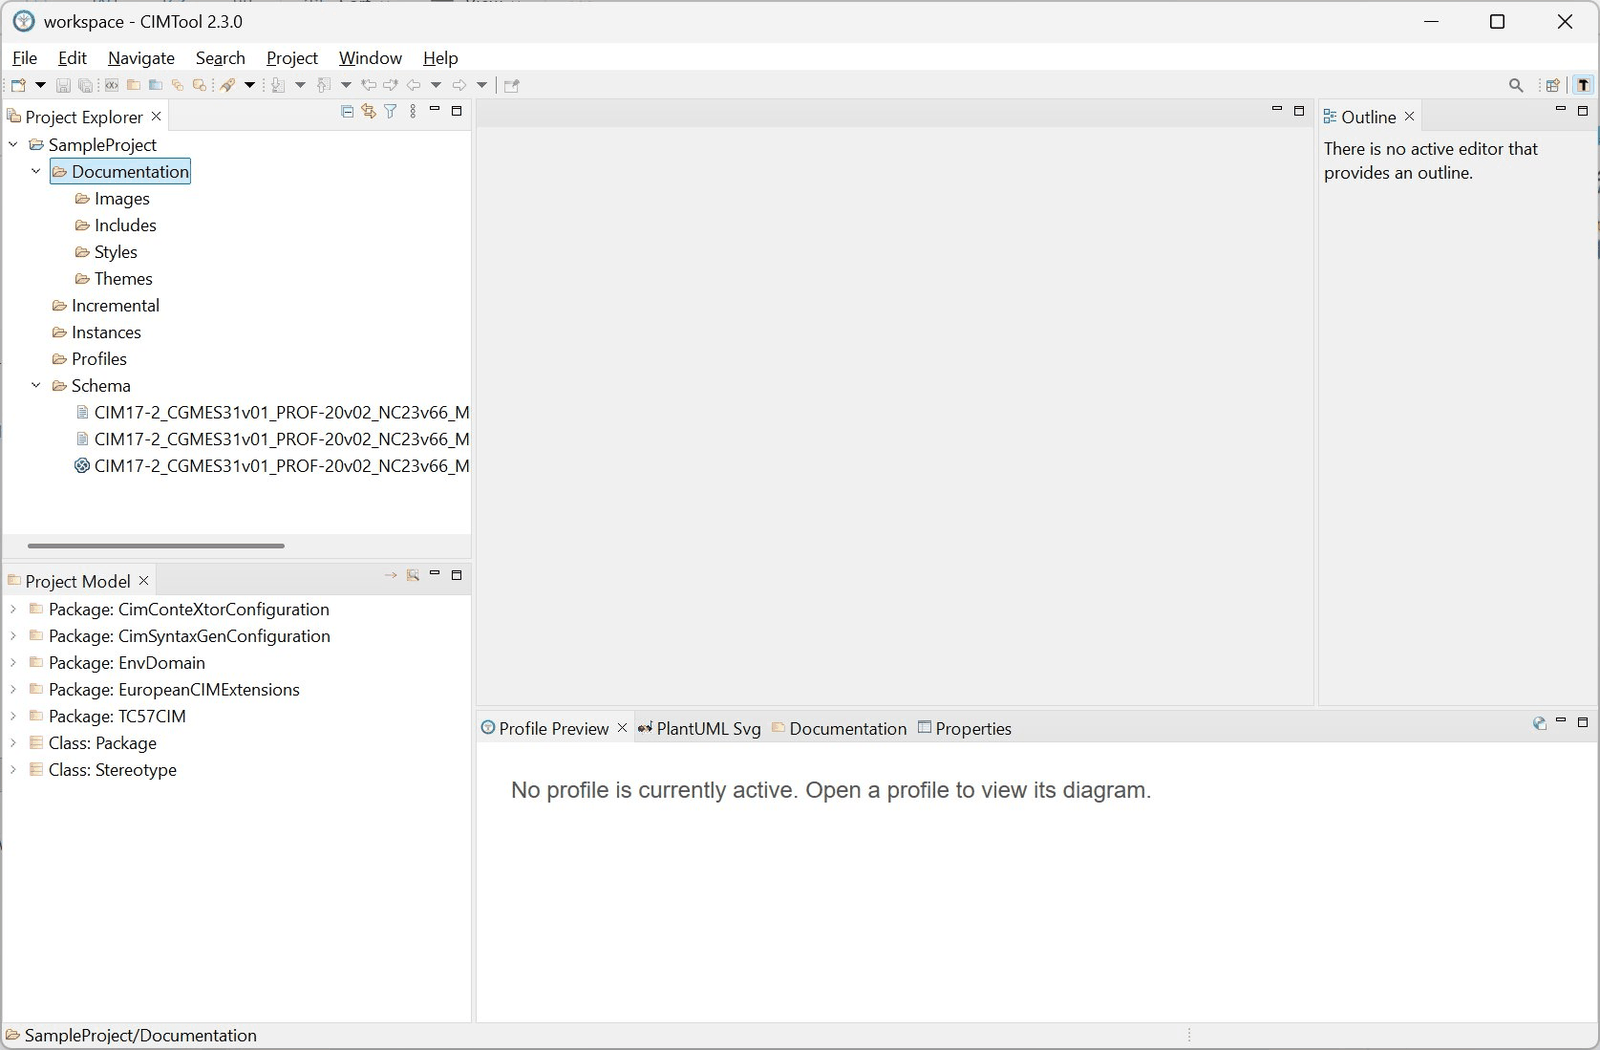 workspace - CIMTool 2.3.0
File Edit Navigate Search Project Window Help
Project Explorer
SampleProject
Documentation
Images
Includes
Styles
Themes
Incremental
Instances
Profiles
Schema
CIM17-2_CGMES31v01_PROF-20v02_NC23v66_M
CIM17-2_CGMES31v01_PROF-20v02_NC23v66_M
CIM17-2_CGMES31v01_PROF-20v02_NC23v66_M
Outline
There is no active editor that
provides an outline.
Project Model
Package: CimConteXtorConfiguration
Package: CimSyntaxGenConfiguration
Package: EnvDomain
Package: EuropeanCIMExtensions
Package: TC57CIM
Class: Package
Class: Stereotype
Profile Preview PlantUML Svg Documentation Properties
No profile is currently active. Open a profile to view its diagram.
SampleProject/Documentation